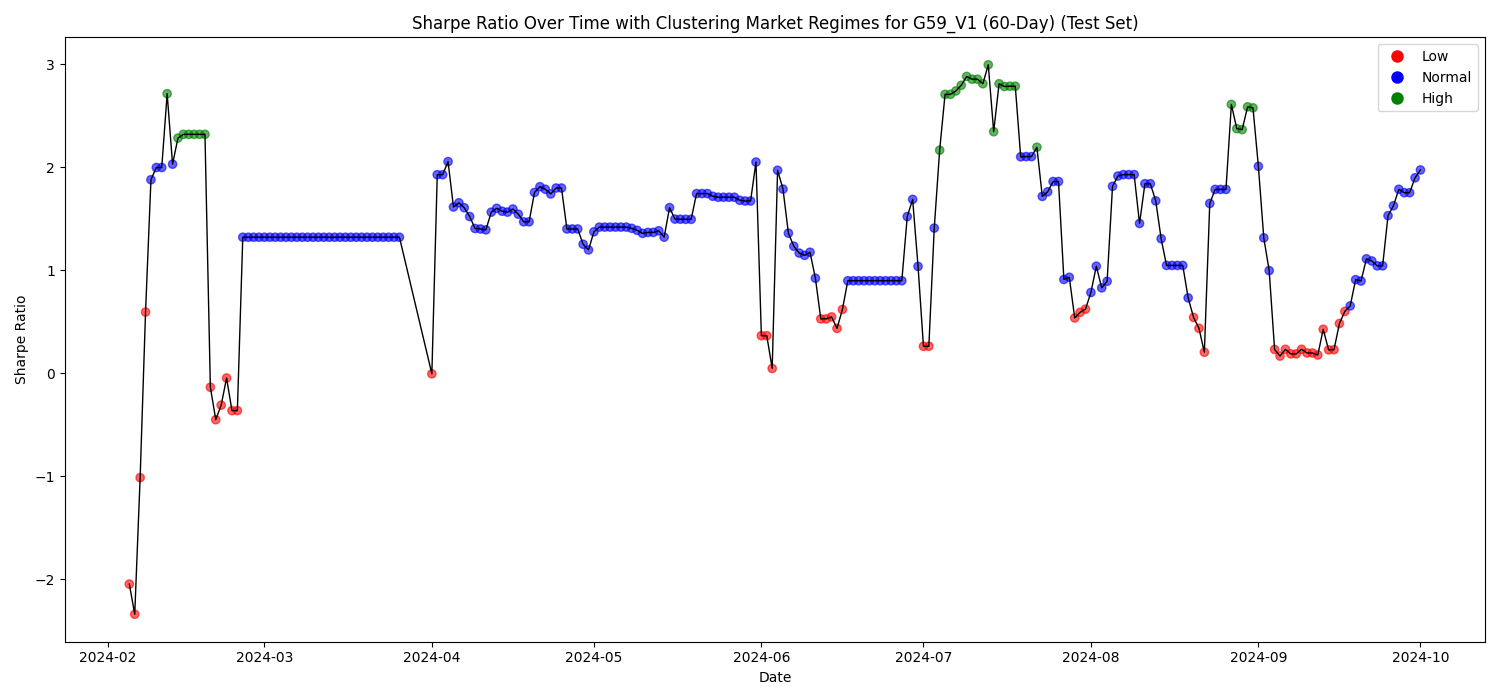 Sharpe Ratio Over Time with Clustering Market Regimes for G59_V1 (60-Day) (Test Set)
Low
Normal
High
Sharpe Ratio
3
2
1
0
−1
−2
2024-02
2024-03
2024-04
2024-05
2024-06
2024-07
2024-08
2024-09
2024-10
Date